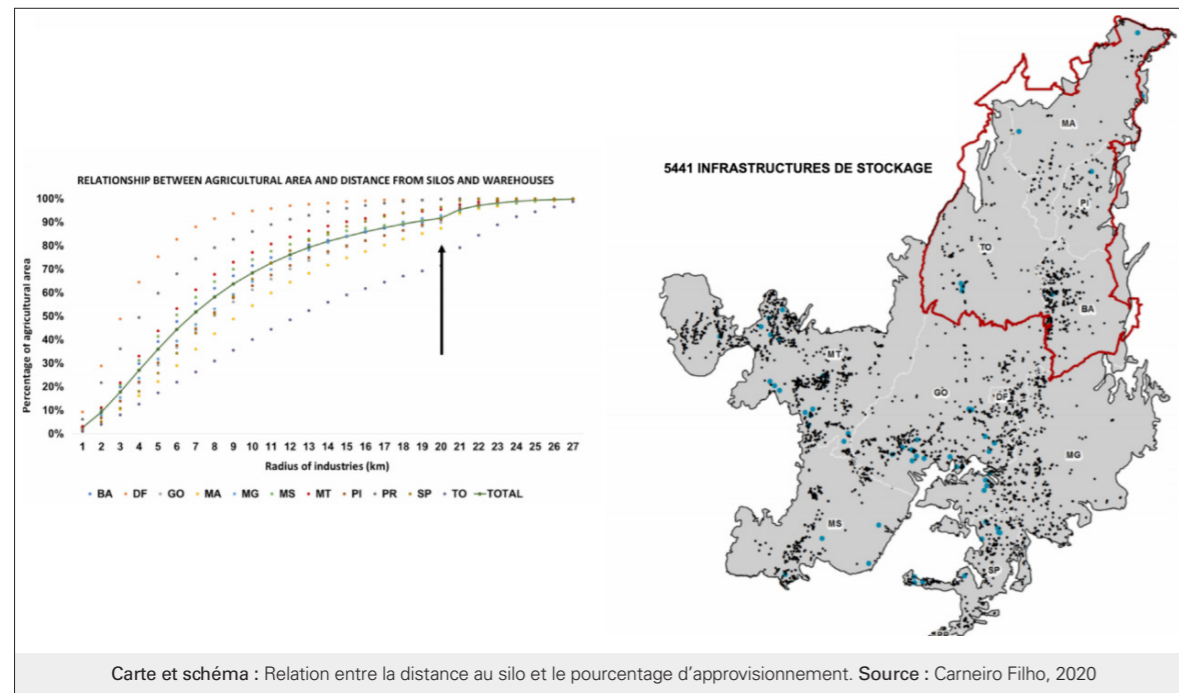 RELATIONSHIP BETWEEN AGRICULTURAL AREA AND DISTANCE FROM SILOS AND WAREHOUSES
Percentage of agricultural area
100%
90%
80%
70%
60%
50%
40%
30%
20%
10%
0%
1 2 3 4 5 6 7 8 9 10 11 12 13 14 15 16 17 18 19 20 21 22 23 24 25 26 27
Radius of industries (km)
BA DF GO MA MG MS MT PI PR SP TO TOTAL
5441 INFRASTRUCTURES DE STOCKAGE
MA
PI
TO
BA
MT
GO
DF
MG
MS
SP
Carte et schéma : Relation entre la distance au silo et le pourcentage d'approvisionnement. Source : Carneiro Filho, 2020